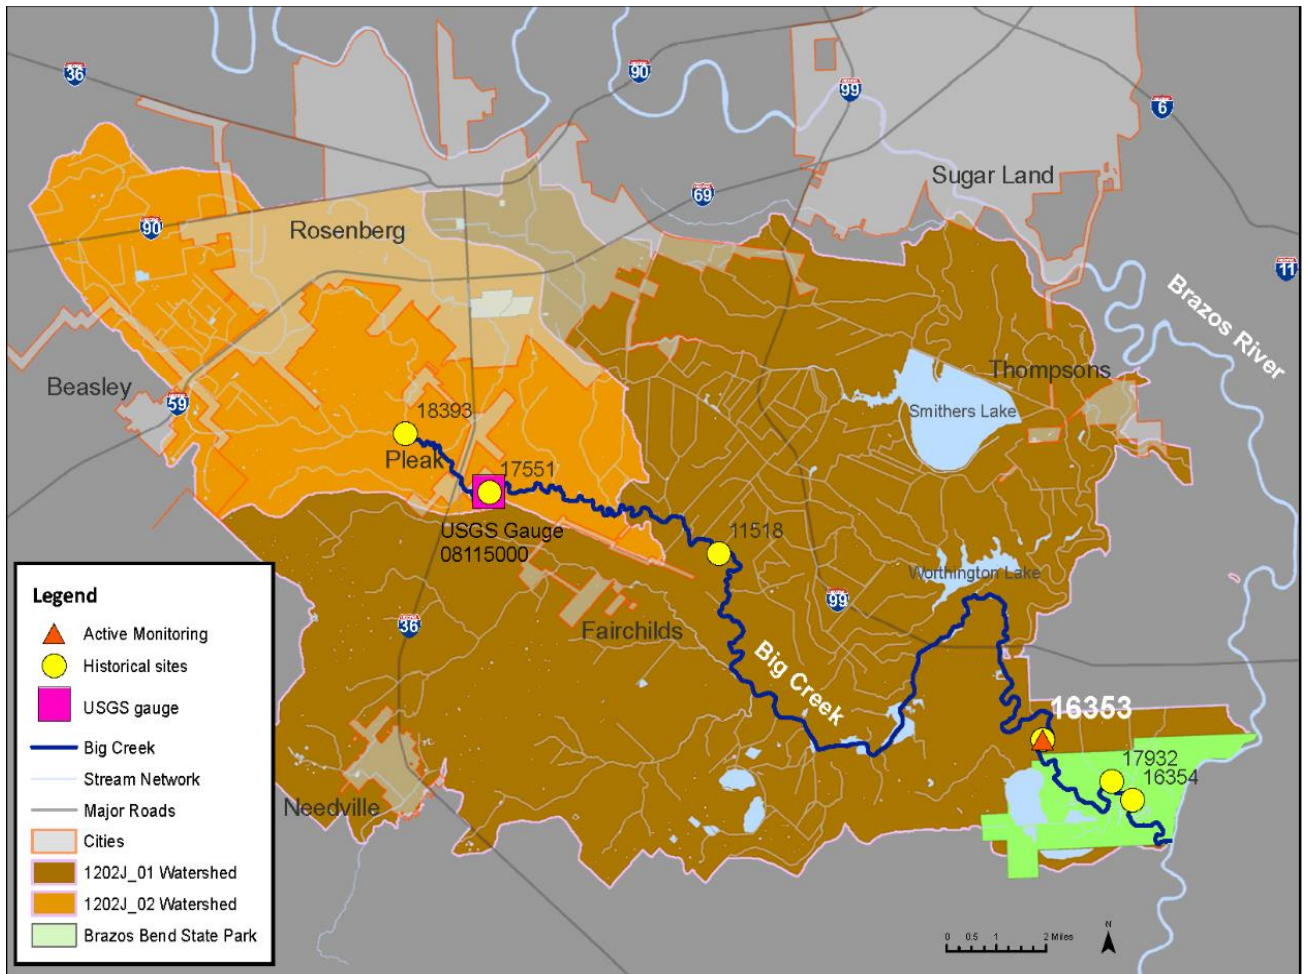 36
90
99
6
Sugar Land
69
90
Rosenberg
11
Brazos River
Beasley
59
Thompsons
Smithers Lake
18393
Pleak
17551
USGS Gauge
08115000
11518
Worthington Lake
99
36
Fairchilds
Big Creek
16353
17932
16354
Needville
Legend
Active Monitoring
Historical sites
USGS gauge
Big Creek
Stream Network
Major Roads
Cities
1202J_01 Watershed
1202J_02 Watershed
Brazos Bend State Park
0 0.5 1 2 Miles
N